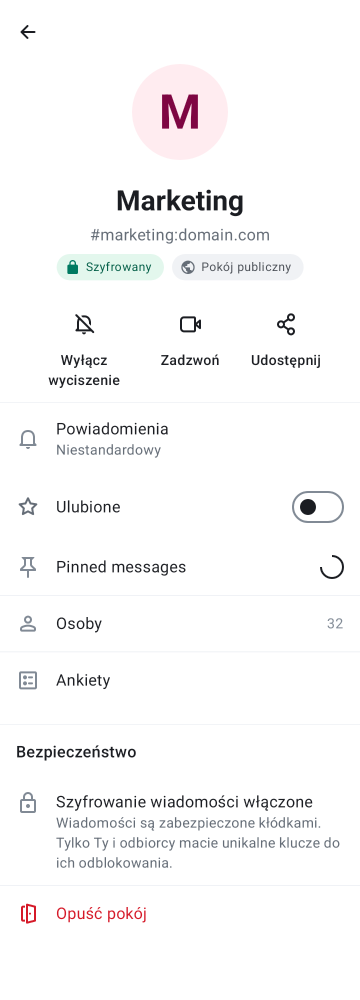 M
Marketing
#marketing:domain.com
Szyfrowany
Pokój publiczny
Wyłącz
wyciszenie
Zadzwoń
Udostępnij
Powiadomienia
Niestandardowy
Ulubione
Pinned messages
Osoby
32
Ankiety
Bezpieczeństwo
Szyfrowanie wiadomości włączone
Wiadomości są zabezpieczone kłódkami.
Tylko Ty i odbiorcy macie unikalne klucze do
ich odblokowania.
Opuść pokój